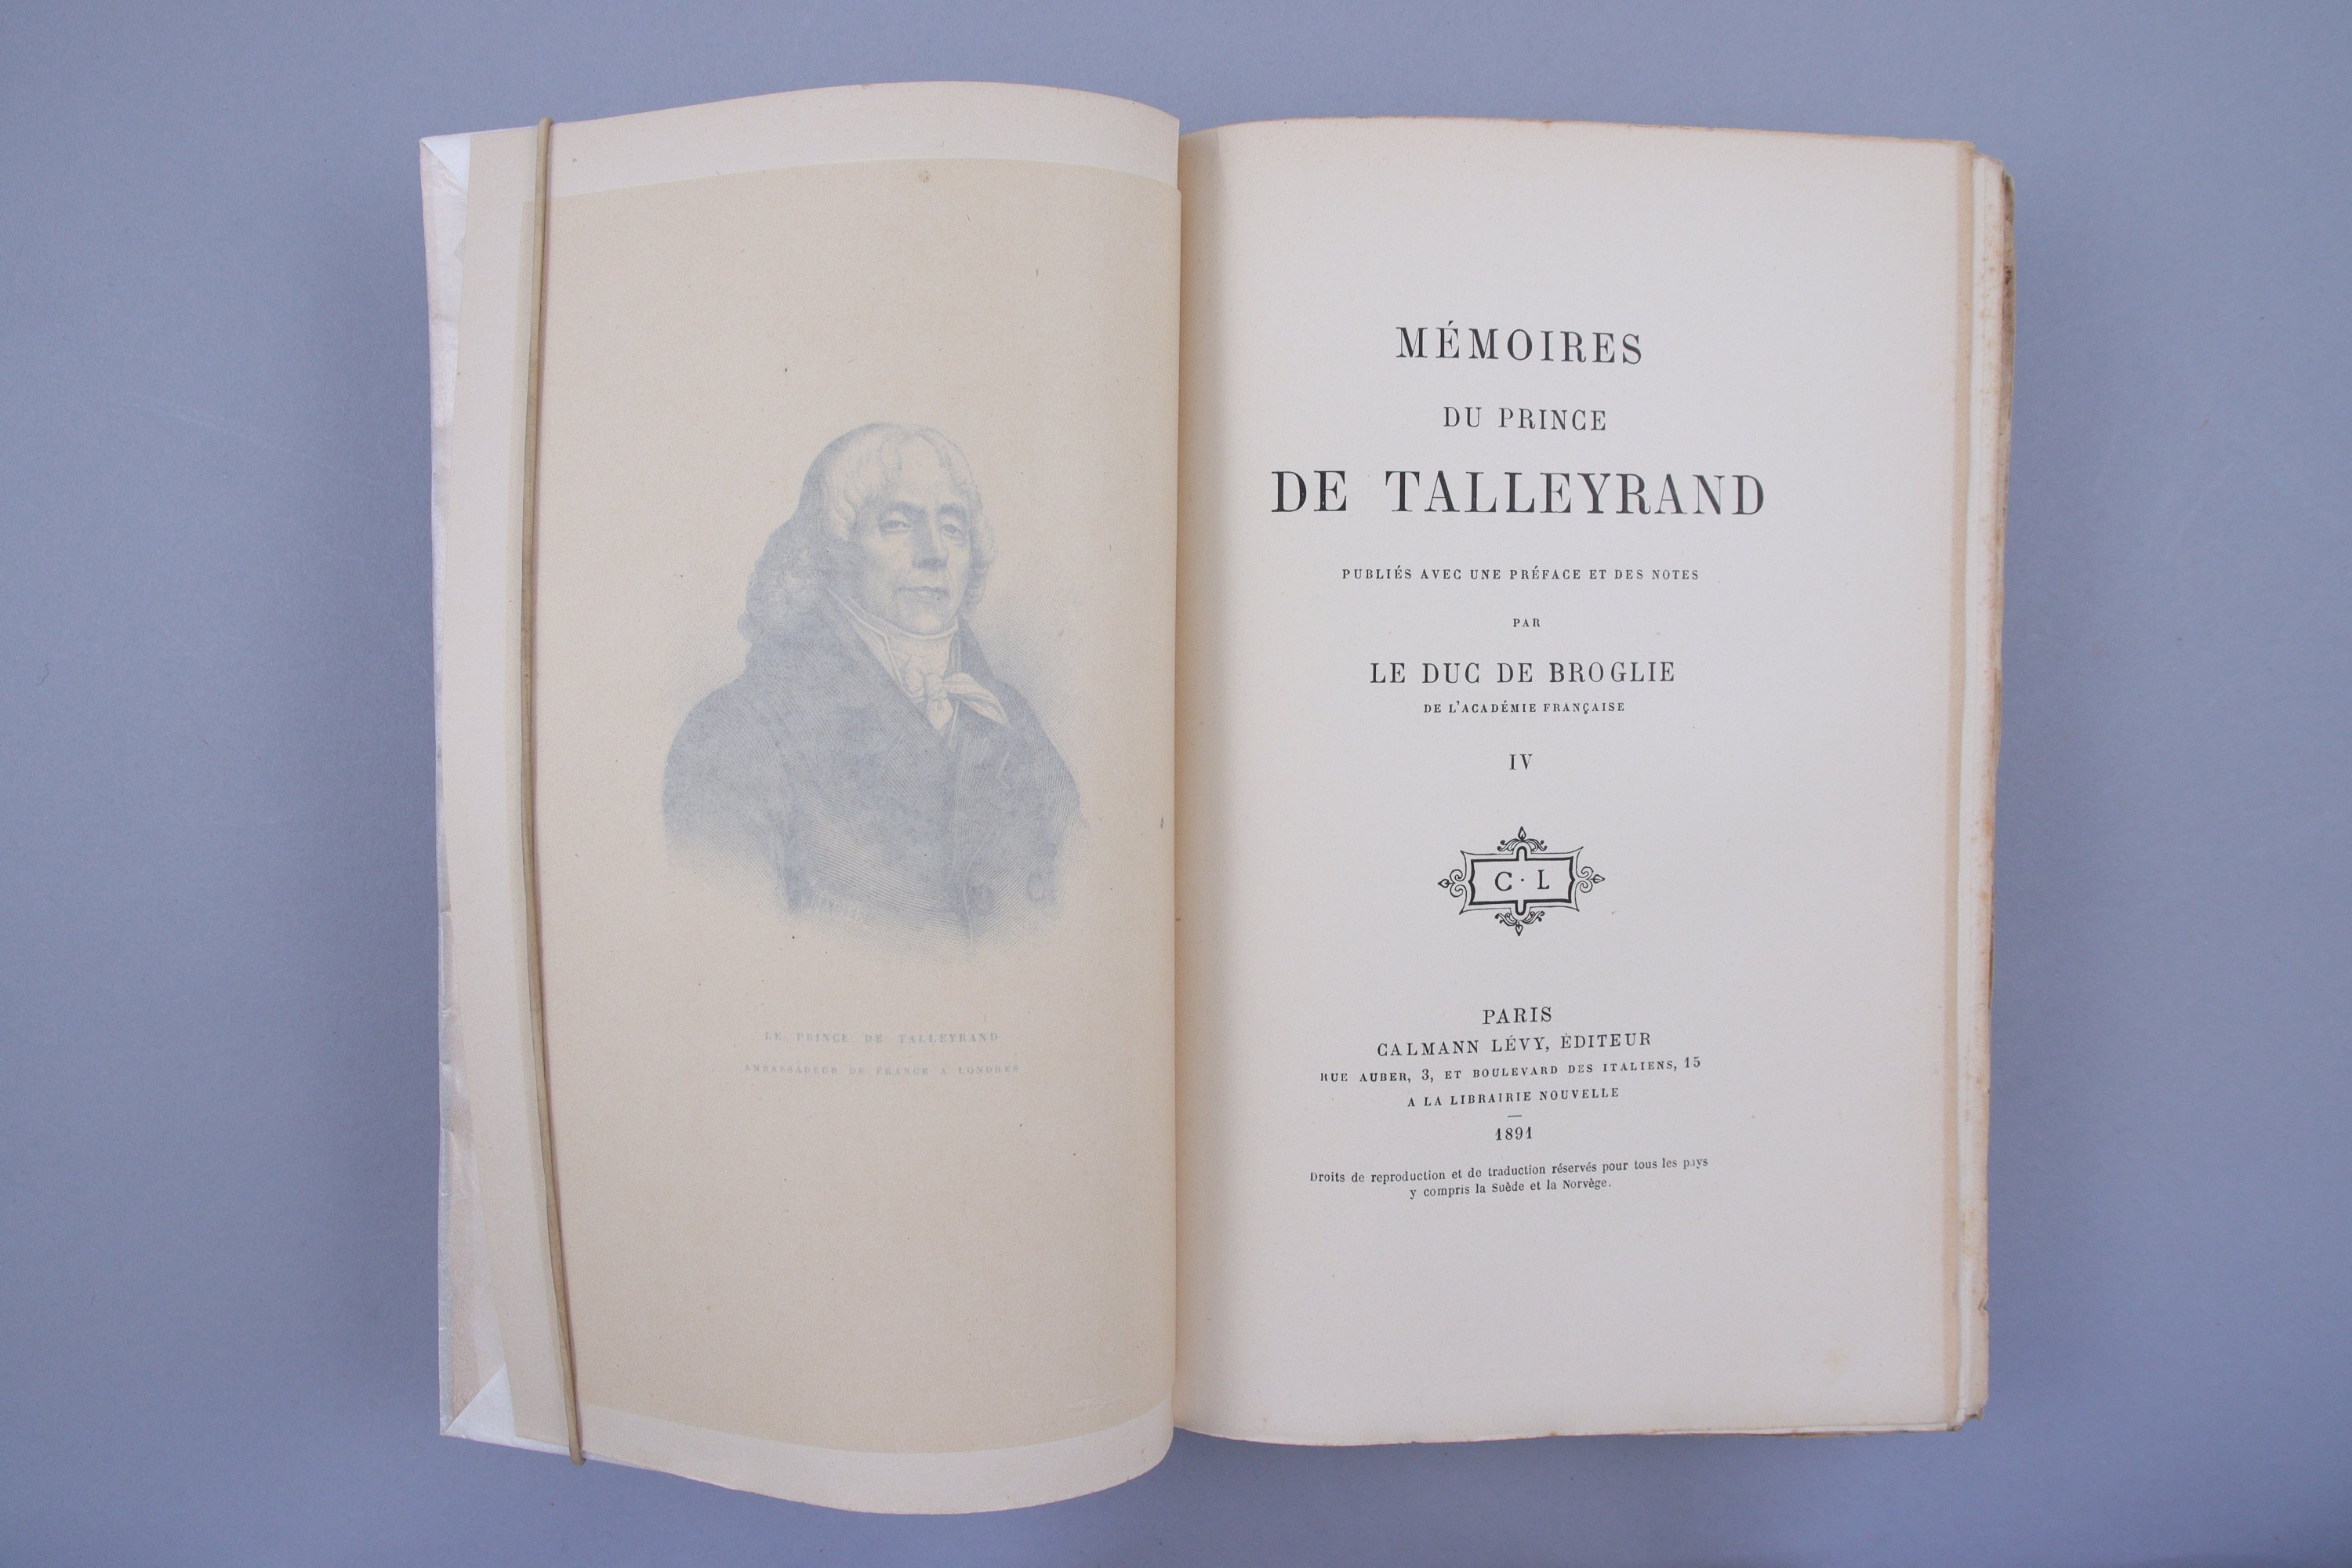 LE PRINCE DE TALLEYRAND
AMBASSADEUR DE FRANCE A LONDRES
MÉMOIRES
DU PRINCE
DE TALLEYRAND
PUBLIÉS AVEC UNE PRÉFACE ET DES NOTES
PAR
LE DUC DE BROGLIE
DE L'ACADÉMIE FRANÇAISE
IV
C · L
PARIS
CALMANN LÉVY, ÉDITEUR
RUE AUBER, 3, ET BOULEVARD DES ITALIENS, 15
A LA LIBRAIRIE NOUVELLE
1891
Droits de reproduction et de traduction réservés pour tous les pays
y compris la Suède et la Norvège.